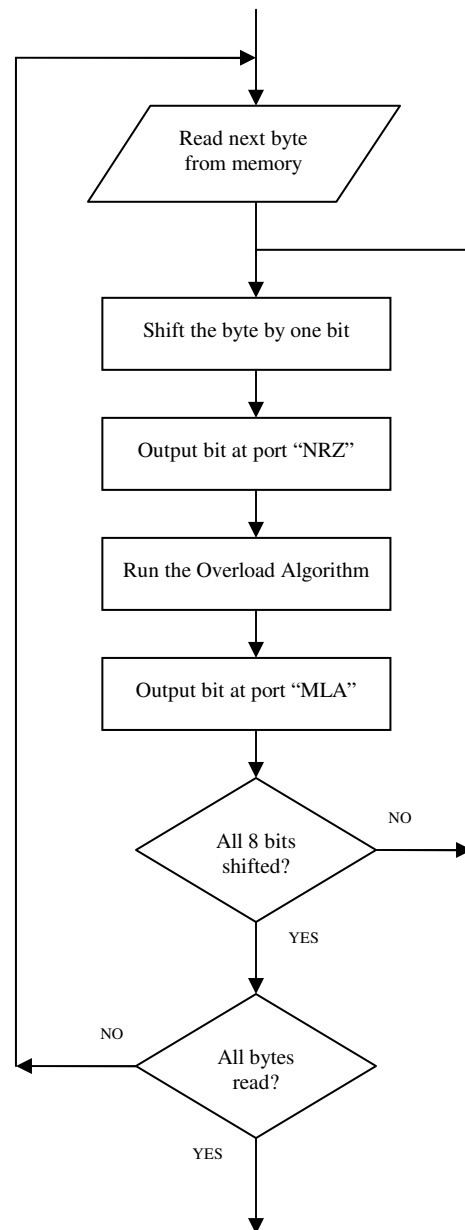 Read next byte
from memory
Shift the byte by one bit
Output bit at port “NRZ”
Run the Overload Algorithm
Output bit at port “MLA”
All 8 bits
shifted?
NO
YES
All bytes
read?
NO
YES